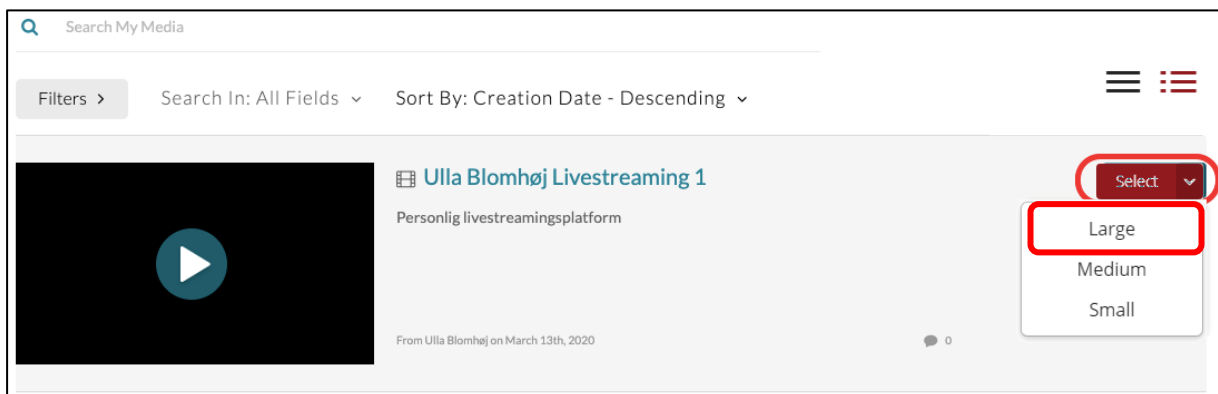 Search My Media
Filters > Search In: All Fields Sort By: Creation Date - Descending
Ulla Blomhøj Livestreaming 1
Select
Personlig livestreamingsplatform
Large
Medium
Small
From Ulla Blomhøj on March 13th, 2020
0